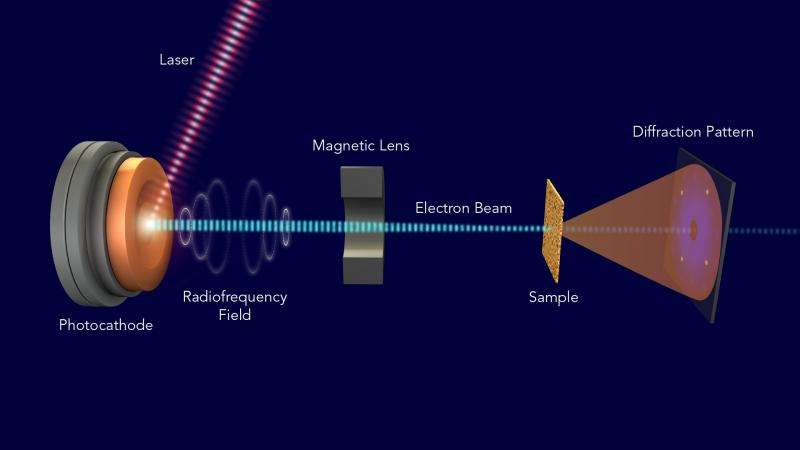 Laser
Diffraction Pattern
Magnetic Lens
Electron Beam
Radiofrequency
Field
Sample
Photocathode